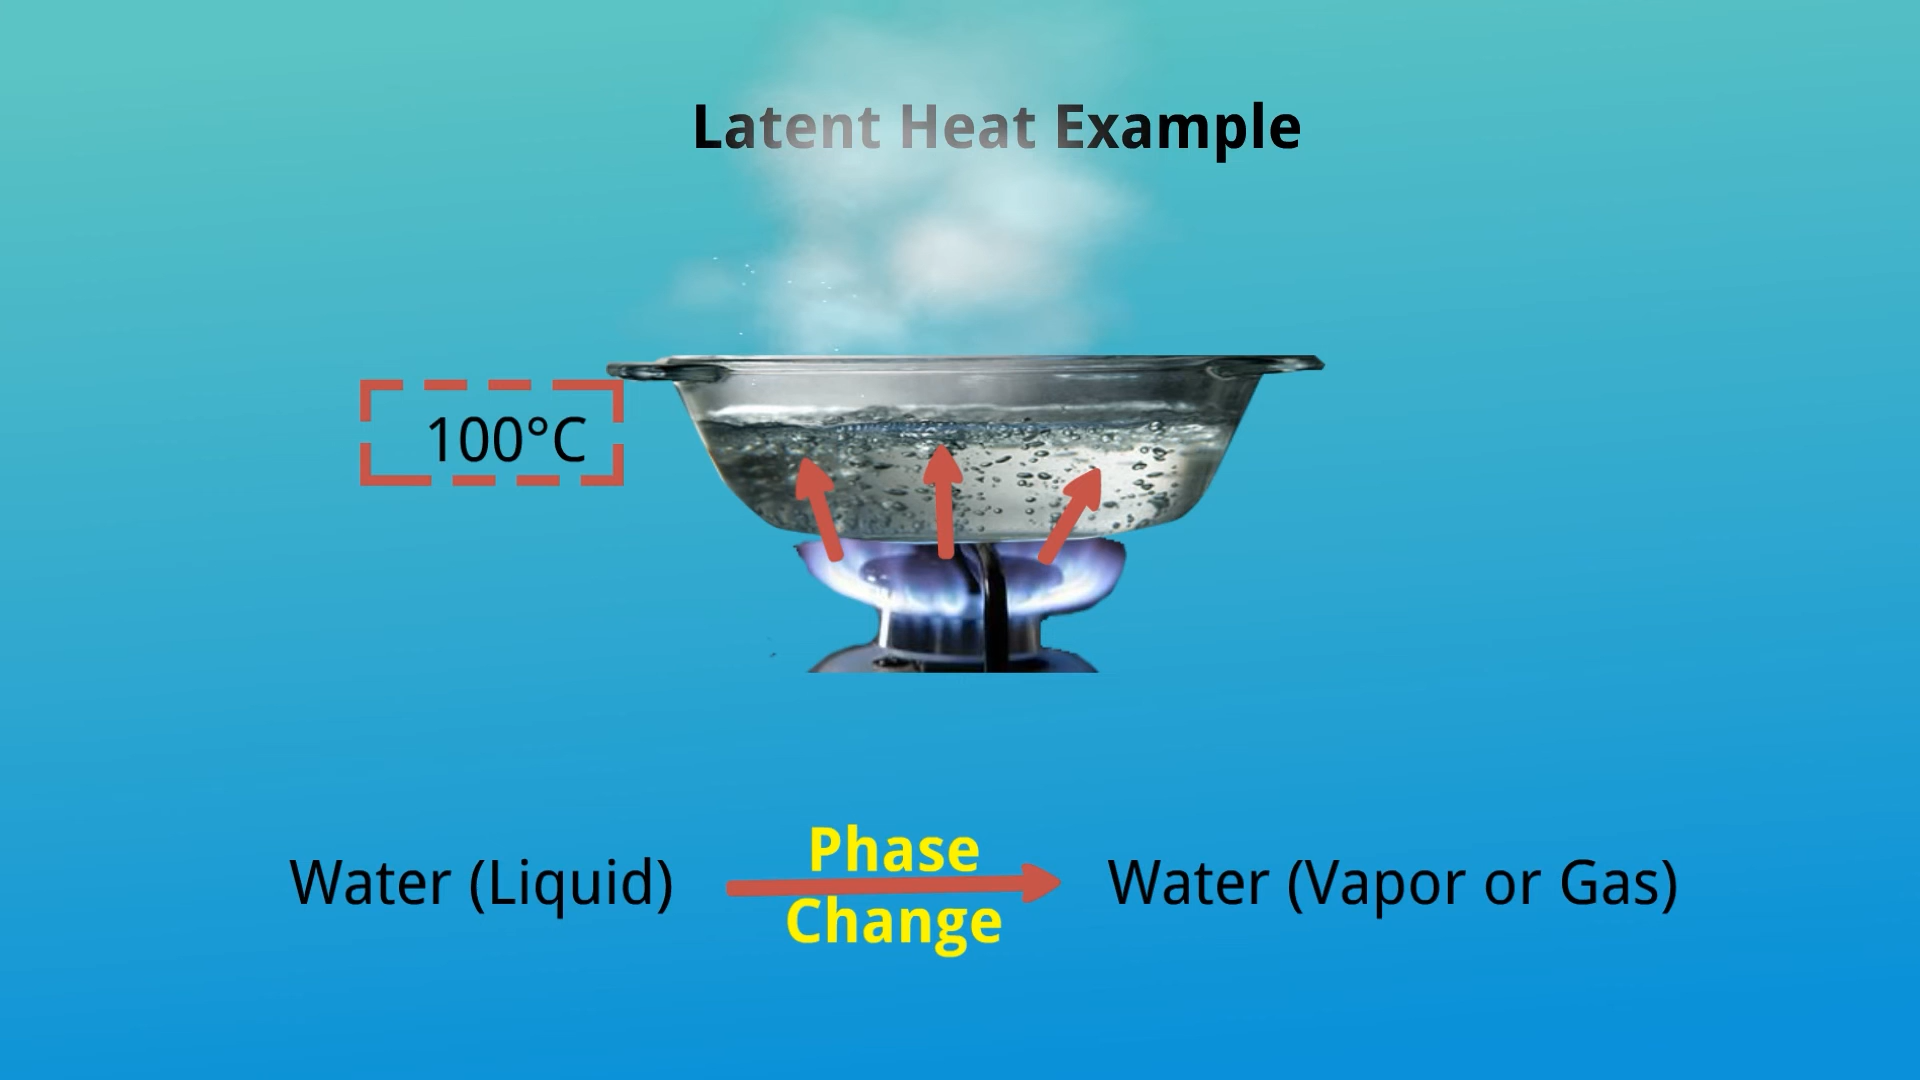 Latent Heat Example
100°C
Water (Liquid)
Phase
Change
Water (Vapor or Gas)